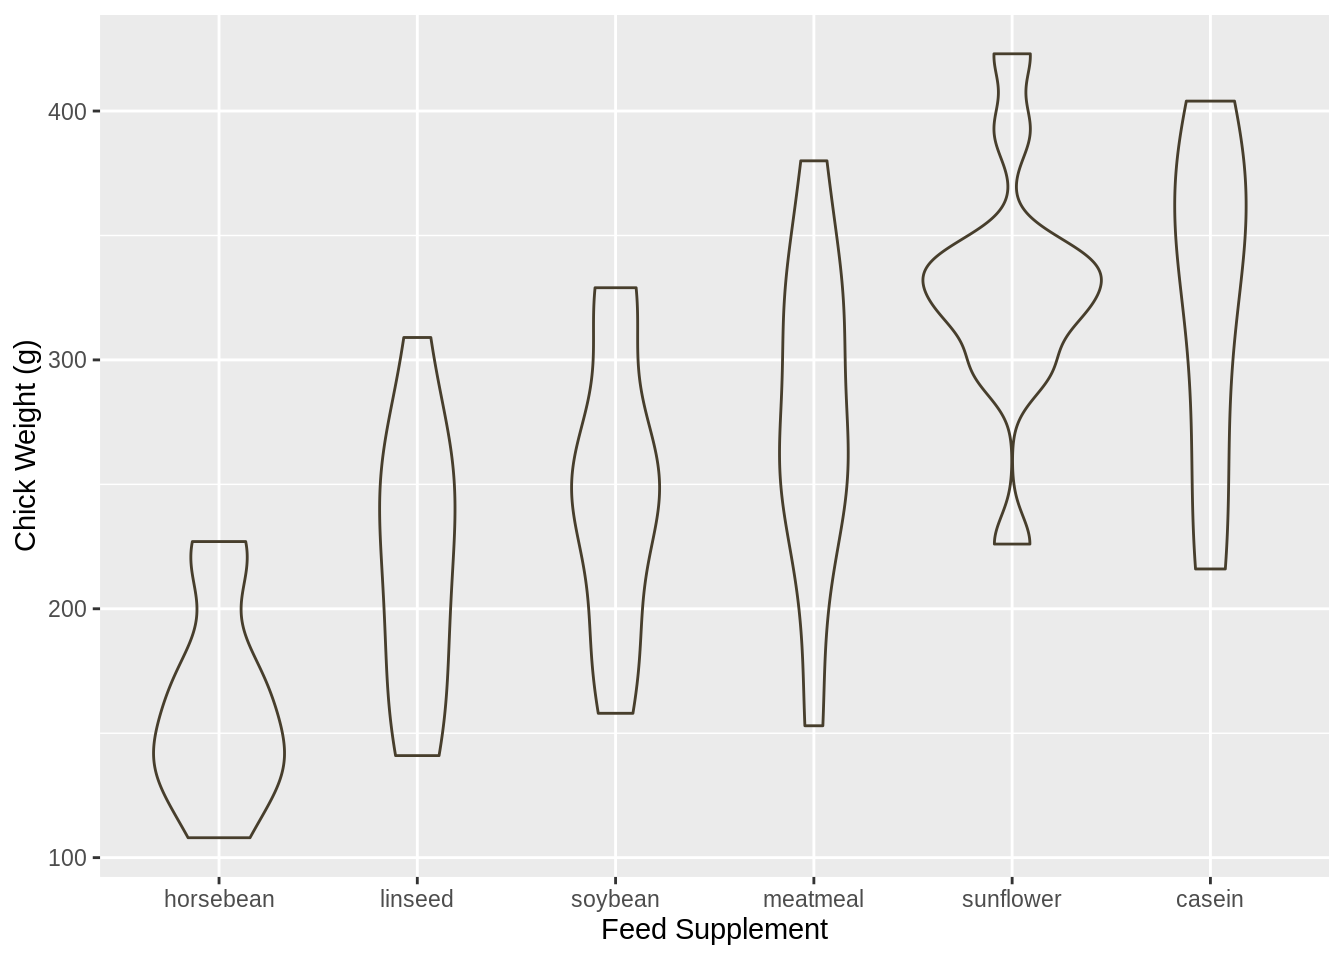 Chick Weight (g)
400
300
200
100
horsebean linseed soybean meatmeal sunflower casein
Feed Supplement